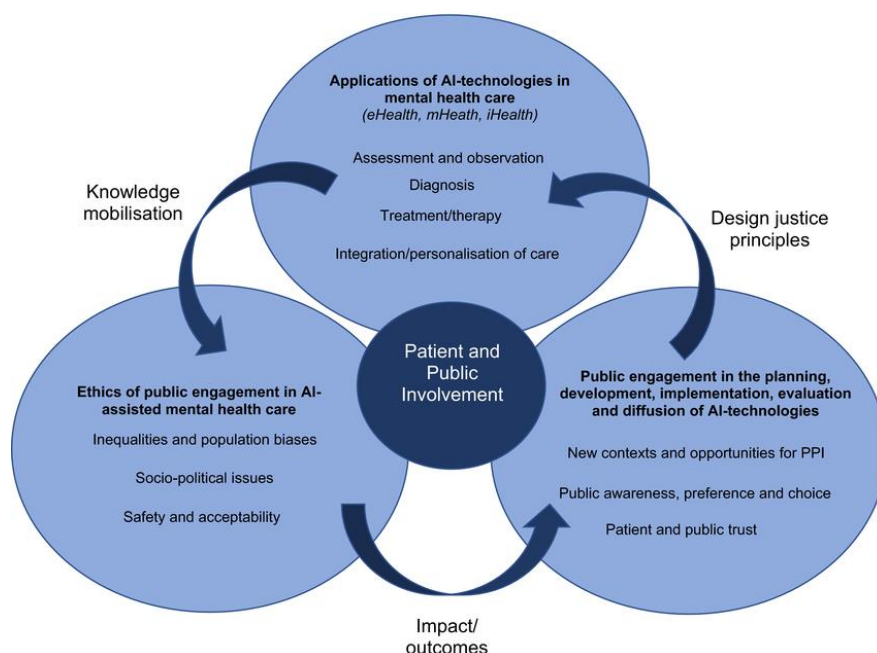 Applications of AI-technologies in
mental health care
(eHealth, mHeath, iHealth)
Assessment and observation
Diagnosis
Treatment/therapy
Integration/personalisation of care
Knowledge
mobilisation
Design justice
principles
Patient and
Public
Involvement
Ethics of public engagement in AI-
assisted mental health care
Inequalities and population biases
Socio-political issues
Safety and acceptability
Public engagement in the planning,
development, implementation, evaluation
and diffusion of AI-technologies
New contexts and opportunities for PPI
Public awareness, preference and choice
Patient and public trust
Impact/
outcomes